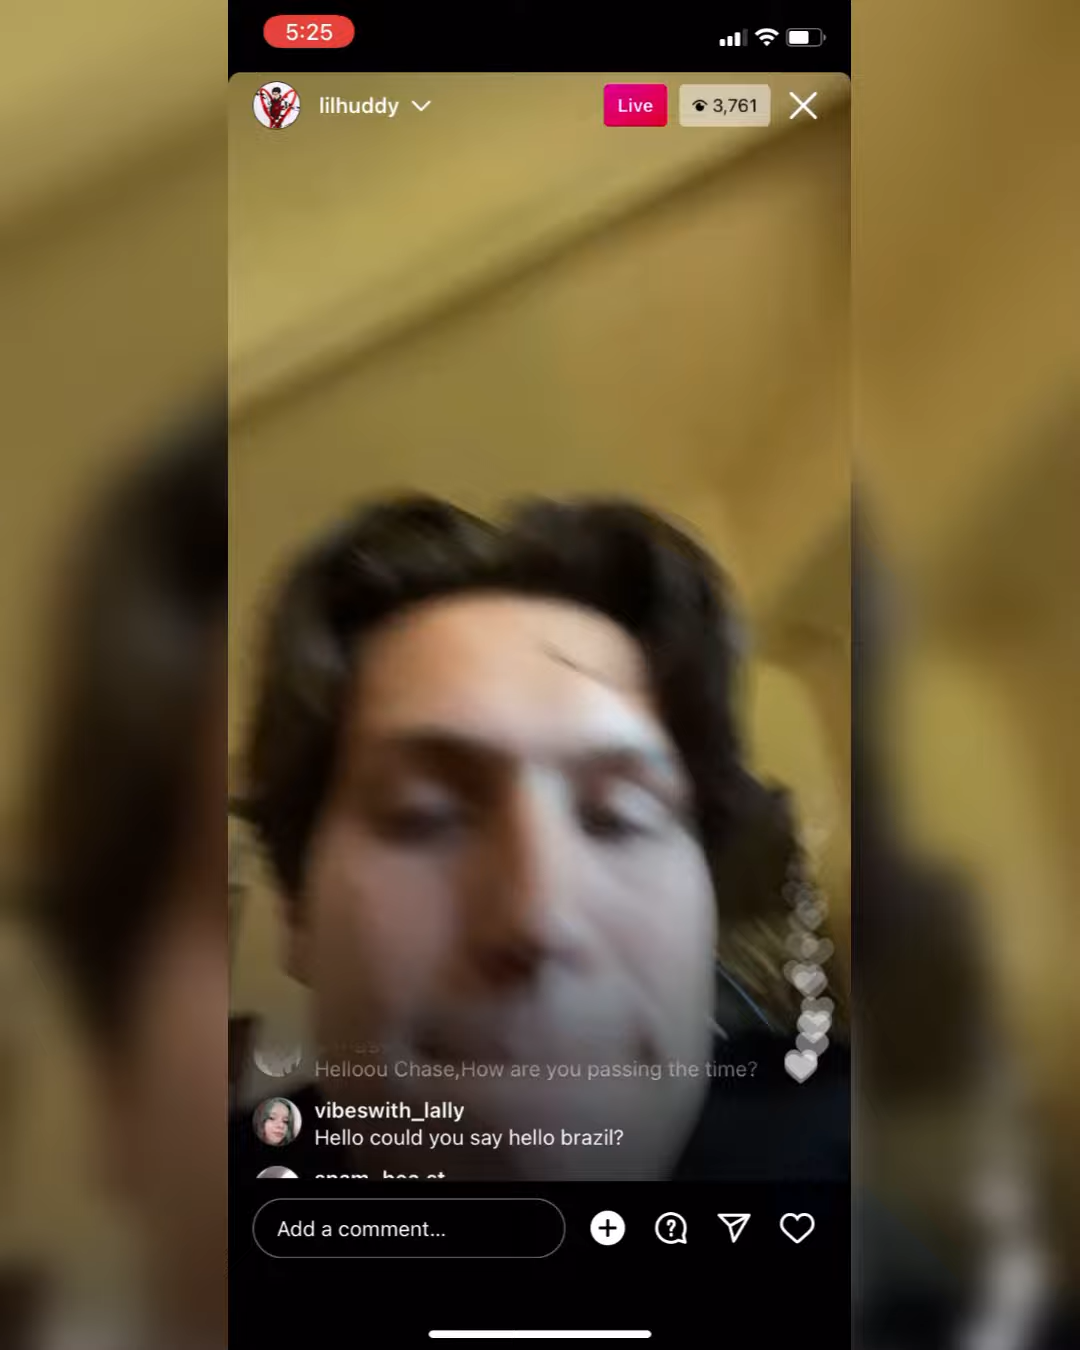 5:25
lilhuddy
Live
3,761
Helloou Chase,How are you passing the time?
vibeswith_lally
Hello could you say hello brazil?
Add a comment...